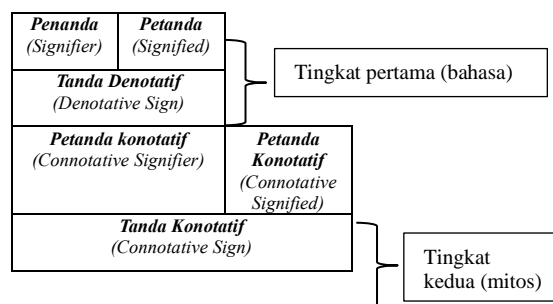 Penanda
(Signifier)
Petanda
(Signified)
Tanda Denotatif
(Denotative Sign)
Tingkat pertama (bahasa)
Petanda konotatif
(Connotative Signifier)
Petanda
Konotatif
(Connotative
Signified)
Tanda Konotatif
(Connotative Sign)
Tingkat
kedua (mitos)